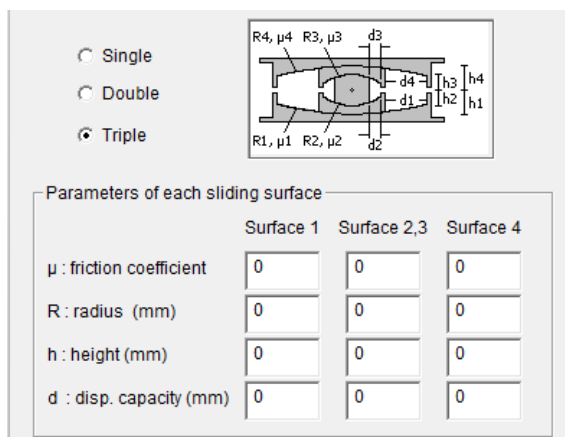 Single
Double
Triple
R4, µ4 R3, µ3 d3
d4 h3 h4
d1 h2 h1
R1, µ1 R2, µ2 d2
Parameters of each sliding surface
Surface 1 Surface 2,3 Surface 4
µ : friction coefficient 0 0 0
R : radius (mm) 0 0 0
h : height (mm) 0 0 0
d : disp. capacity (mm) 0 0 0